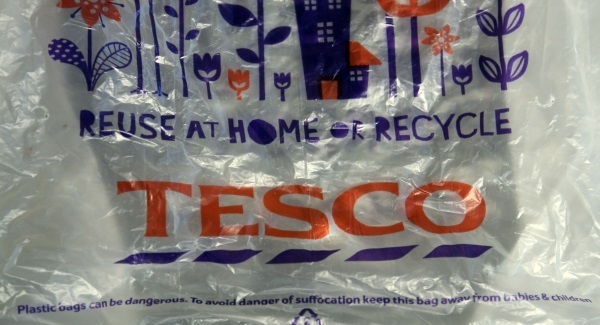 REUSE AT HOME OR RECYCLE
TESCO
Plastic bags can be dangerous. To avoid danger of suffocation keep this bag away from babies & children